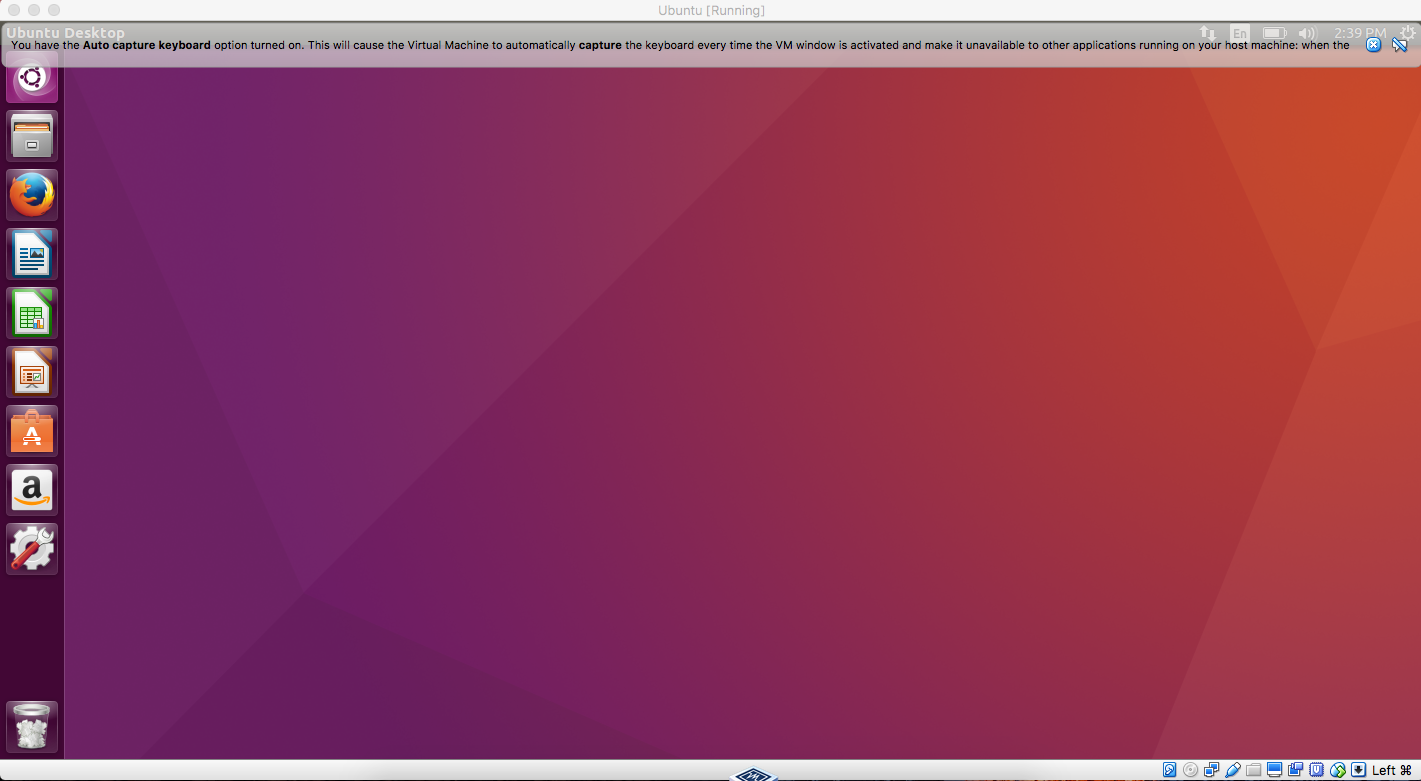 Ubuntu [Running]
Ubuntu Desktop
En
2:39 PM
You have the Auto capture keyboard option turned on. This will cause the Virtual Machine to automatically capture the keyboard every time the VM window is activated and make it unavailable to other applications running on your host machine: when the
A
a
Left ⌘